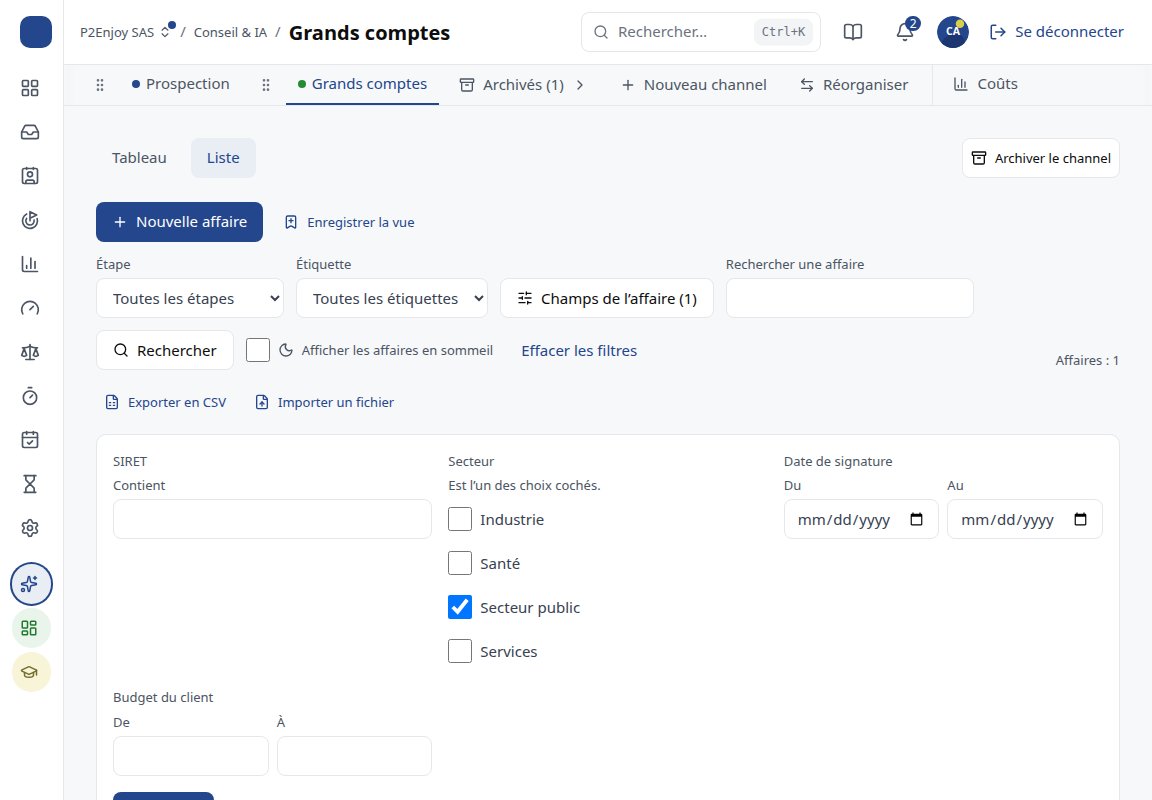 P2Enjoy SAS / Conseil & IA / Grands comptes
Rechercher... Ctrl+K
2
CA
Se déconnecter
Prospection
Grands comptes
Archivés (1)
Nouveau channel
Réorganiser
Coûts
Tableau
Liste
Archiver le channel
Nouvelle affaire
Enregistrer la vue
Étape
Étiquette
Rechercher une affaire
Toutes les étapes
Toutes les étiquettes
Champs de l’affaire (1)
Rechercher
Afficher les affaires en sommeil
Effacer les filtres
Affaires : 1
Exporter en CSV
Importer un fichier
SIRET
Contient
Secteur
Est l’un des choix cochés.
Industrie
Santé
Secteur public
Services
Date de signature
Du
Au
mm/dd/yyyy
mm/dd/yyyy
Budget du client
De
À